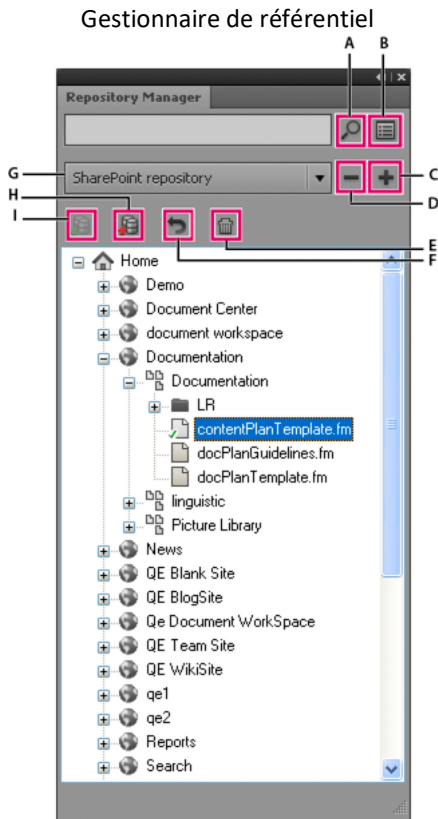 Gestionnaire de référentiel
A B
Repository Manager
G SharePoint repository C
D
H
I
E
F
Home
Demo
Document Center
document workspace
Documentation
Documentation
LR
contentPlanTemplate.fm
docPlanGuidelines.fm
docPlanTemplate.fm
linguistic
Picture Library
News
QE Blank Site
QE BlogSite
Qe Document WorkSpace
QE Team Site
QE WikiSite
qe1
qe2
Reports
Search